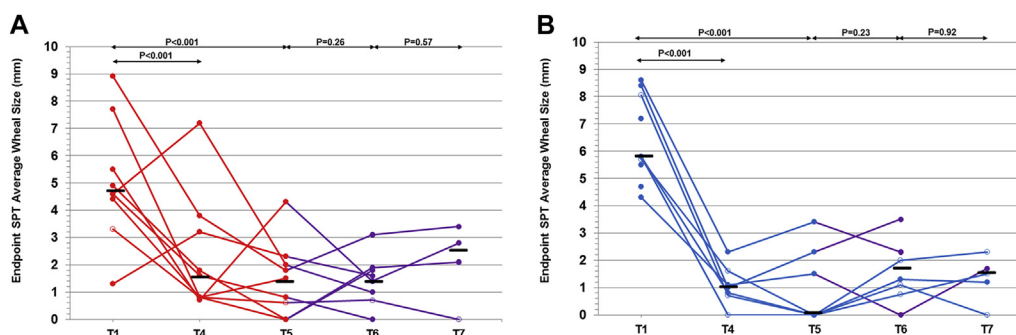 A
P<0.001 P=0.26 P=0.57
P<0.001
Endpoint SPT Average Wheal Size (mm)
10
9
8
7
6
5
4
3
2
1
0
T1 T4 T5 T6 T7
B
P<0.001 P=0.23 P=0.92
P<0.001
Endpoint SPT Average Wheal Size (mm)
10
9
8
7
6
5
4
3
2
1
0
T1 T4 T5 T6 T7